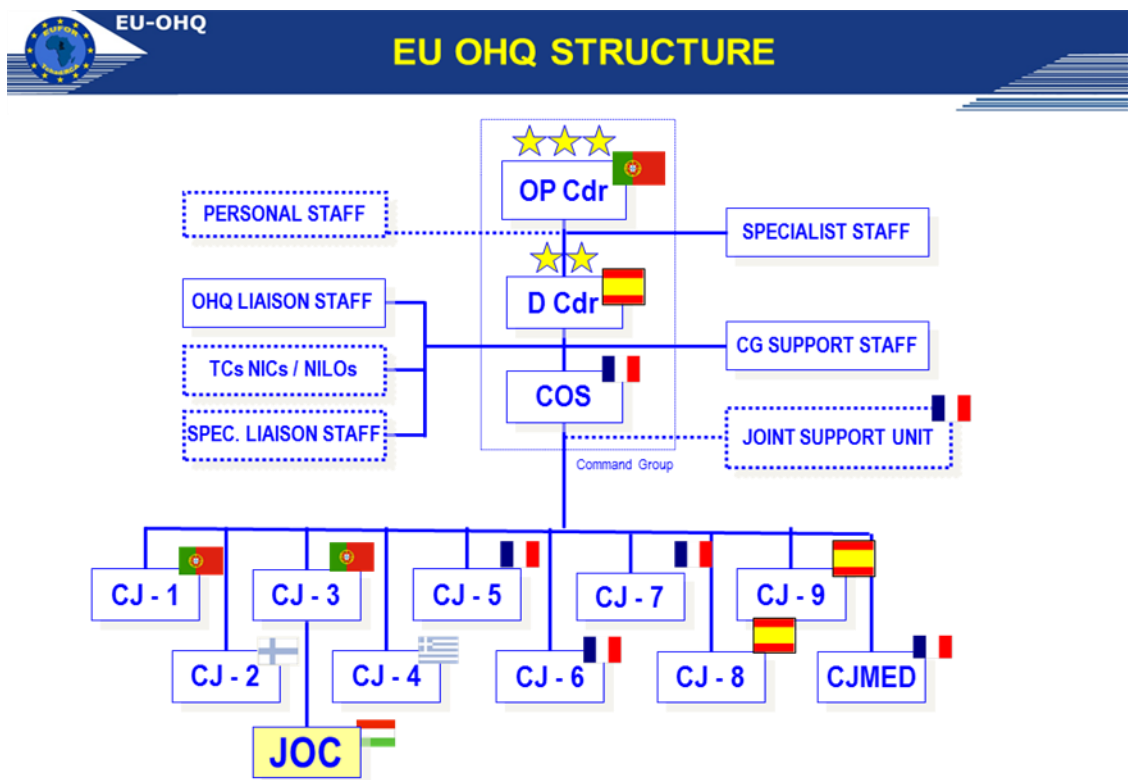 EU-OHQ
EUFOR
EU OHQ STRUCTURE
OP Cdr
PERSONAL STAFF
SPECIALIST STAFF
D Cdr
OHQ LIAISON STAFF
CG SUPPORT STAFF
TCs NICs / NILOs
COS
SPEC. LIAISON STAFF
JOINT SUPPORT UNIT
Command Group
CJ - 1
CJ - 3
CJ - 5
CJ - 7
CJ - 9
CJ - 2
CJ - 4
CJ - 6
CJ - 8
CJMED
JOC